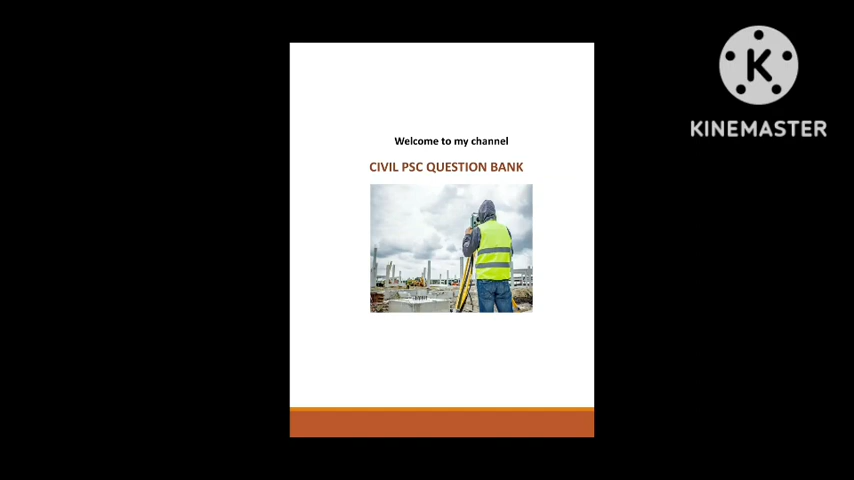 Welcome to my channel
CIVIL PSC QUESTION BANK
K
KINEMASTER